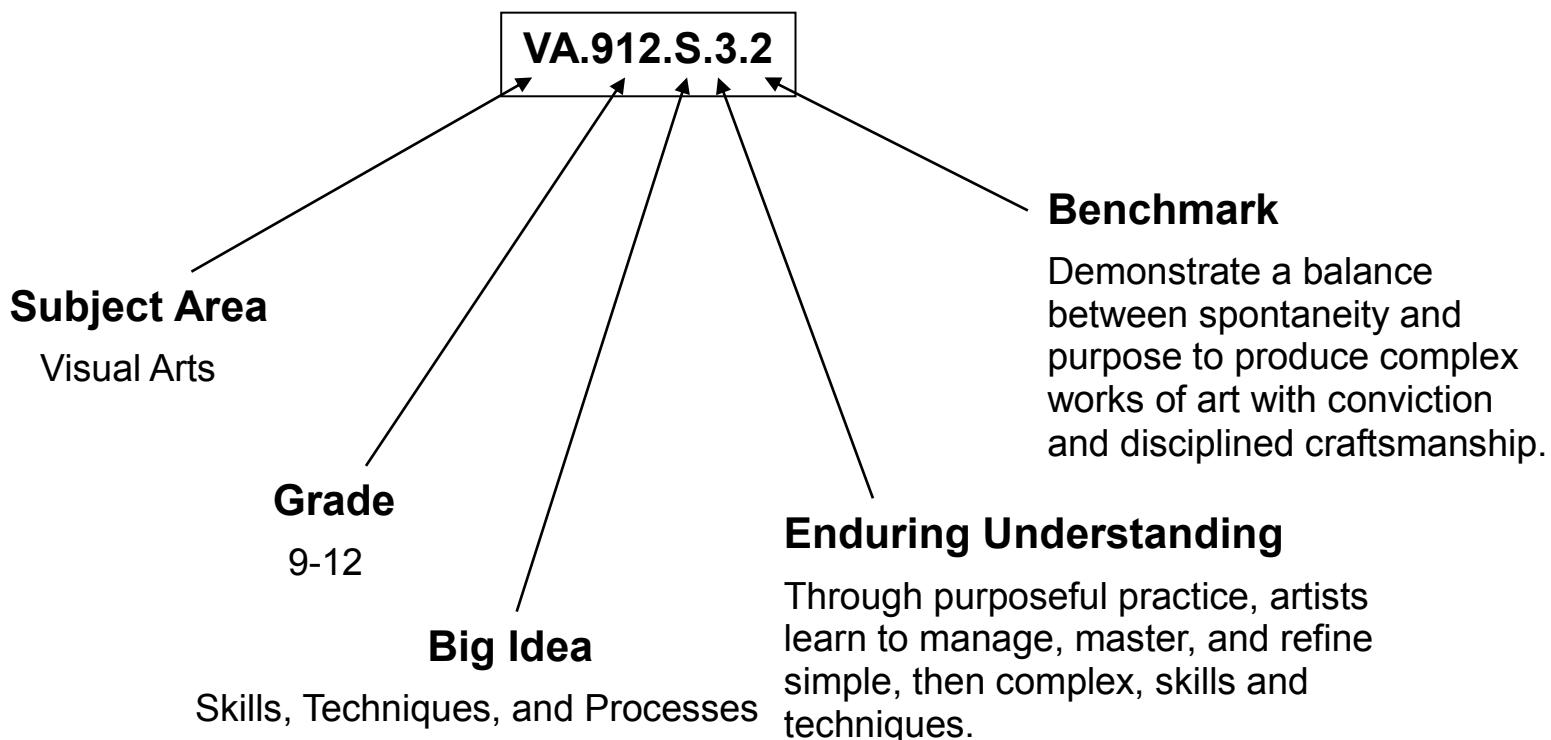 VA.912.S.3.2
Subject Area
Visual Arts
Grade
9-12
Big Idea
Skills, Techniques, and Processes
Enduring Understanding
Through purposeful practice, artists
learn to manage, master, and refine
simple, then complex, skills and
techniques.
Benchmark
Demonstrate a balance
between spontaneity and
purpose to produce complex
works of art with conviction
and disciplined craftsmanship.